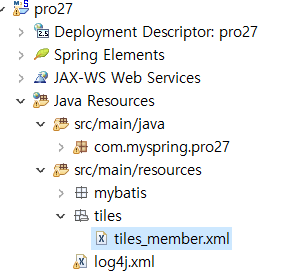 pro27
Deployment Descriptor: pro27
Spring Elements
JAX-WS Web Services
Java Resources
src/main/java
com.myspring.pro27
src/main/resources
mybatis
tiles
tiles_member.xml
log4j.xml